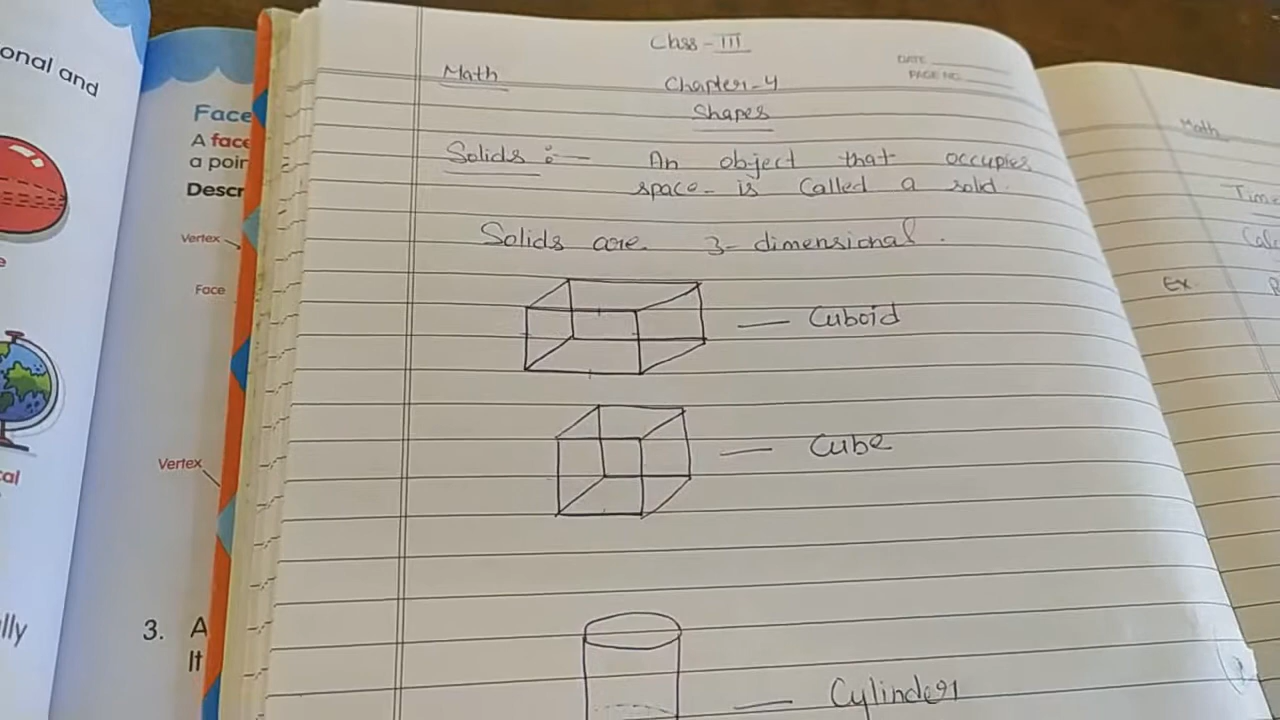 onal and
Face
A face
a poin
Descr
Vertex
Face
Vertex
3. A
It
Class - III
DATE
PAGE NO.
Math
Chapter-4
Shapes
Solids :- An object that occupies
space is called a solid.
Solids are 3-dimensional.
Cuboid
Cube
Cylinder
Math
Time
Ex.